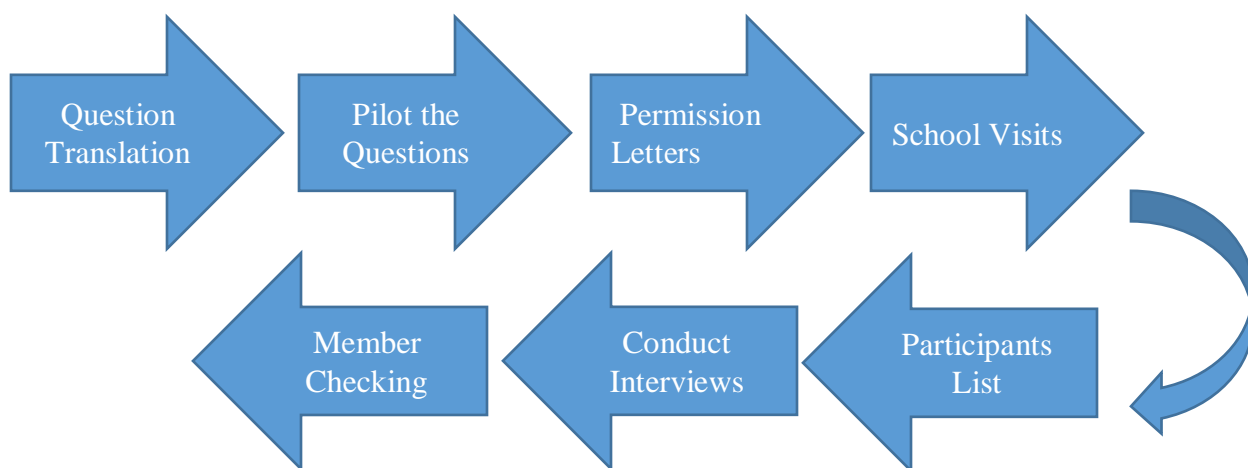 Question
Translation
Pilot the
Questions
Permission
Letters
School Visits
Participants
List
Conduct
Interviews
Member
Checking